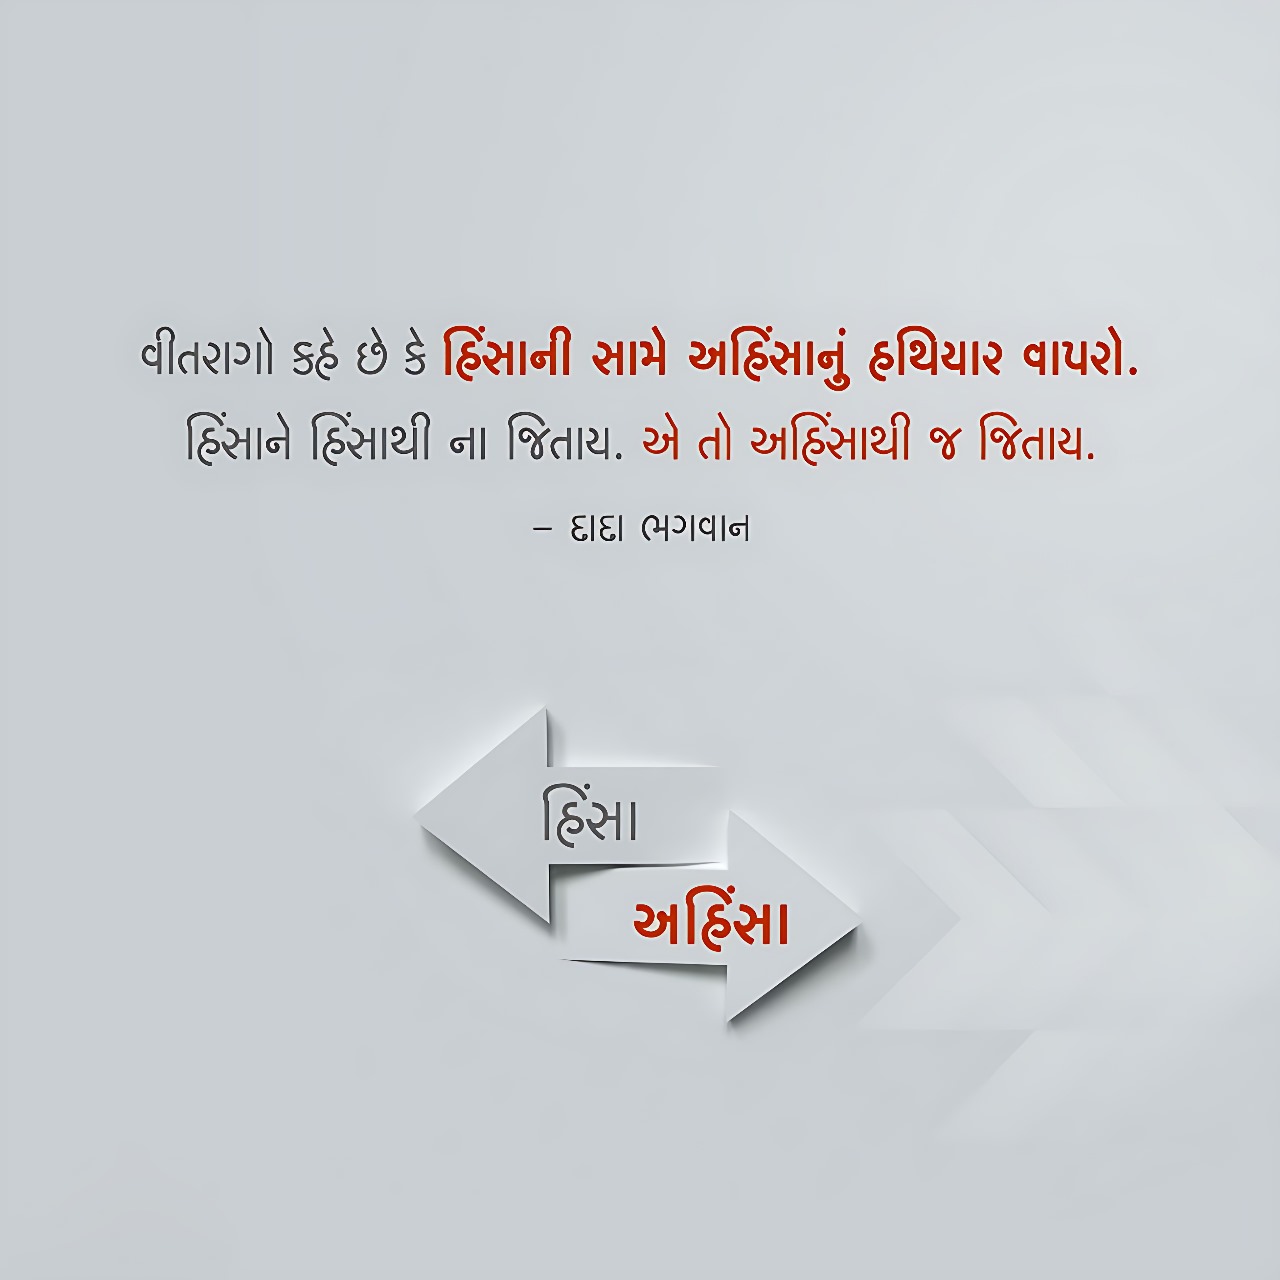 વીતરાગો કહે છે કે હિંસાની સામે અહિંસાનું હથિયાર વાપરો.
હિંસાને હિંસાથી ના જિતાય. એ તો અહિંસાથી જ જિતાય.
– દાદા ભગવાન
હિંસા
અહિંસા